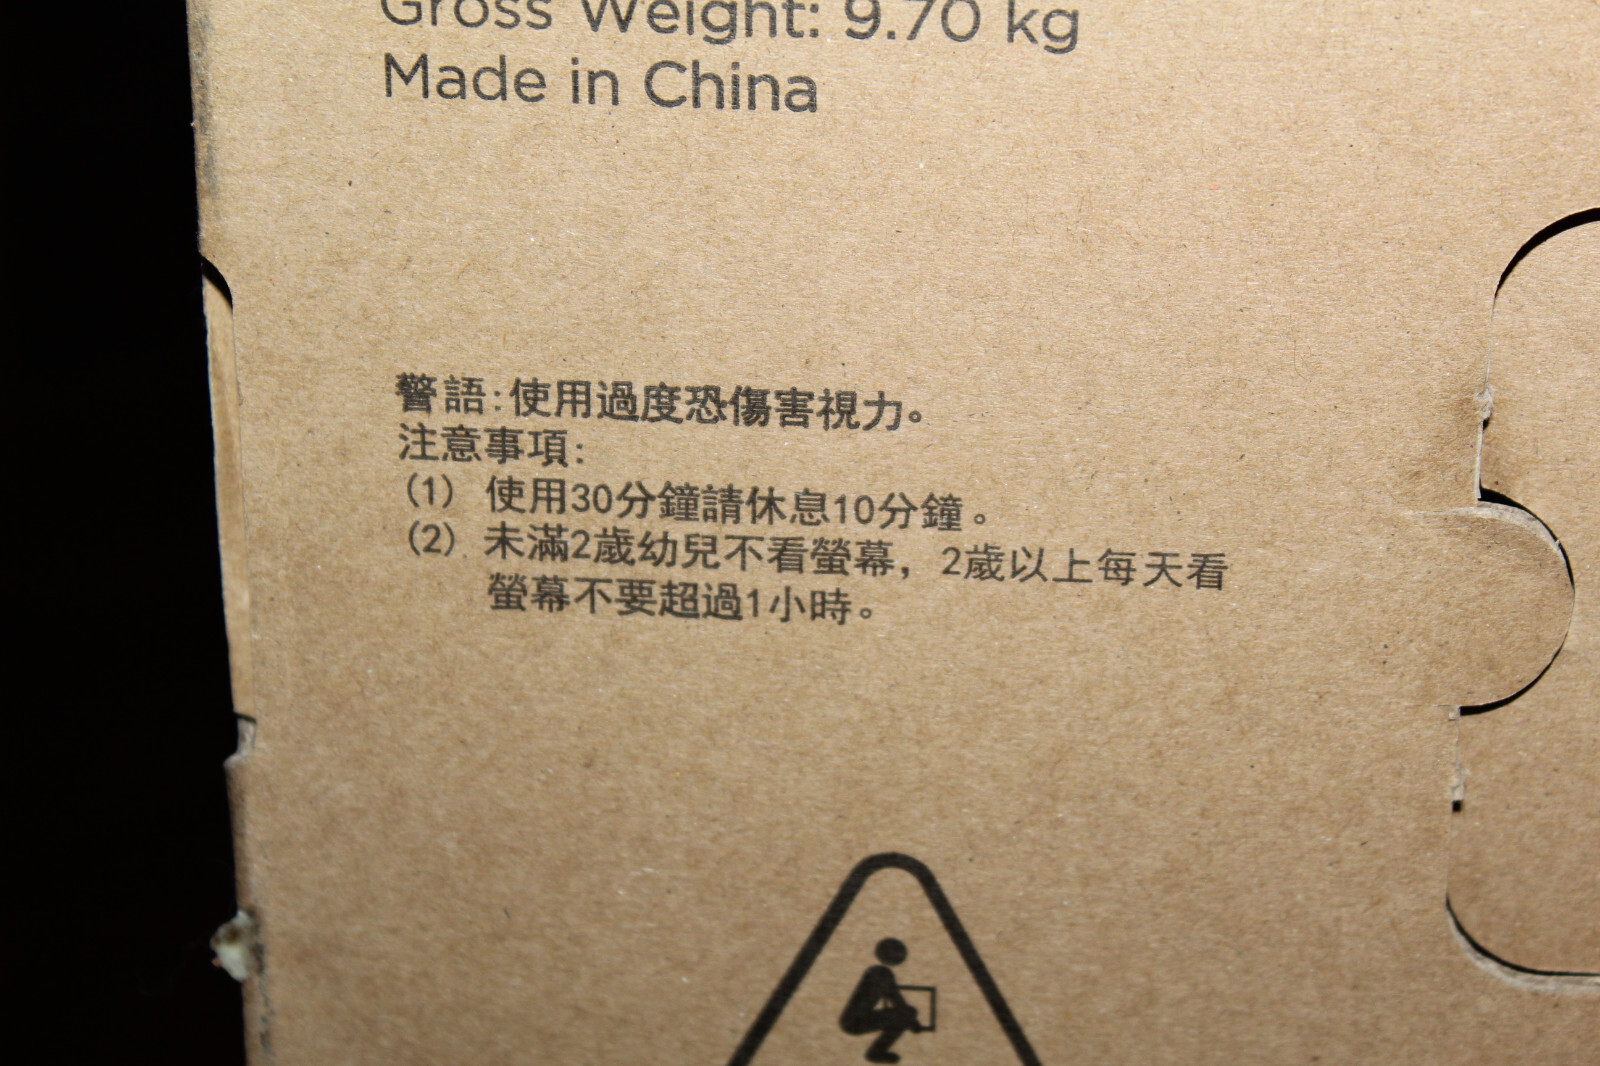 Gross Weight: 9.70 kg
Made in China
警語:使用過度恐傷害視力。
注意事項:
(1) 使用30分鐘請休息10分鐘。
(2) 未滿2歲幼兒不看螢幕，2歲以上每天看
螢幕不要超過1小時。